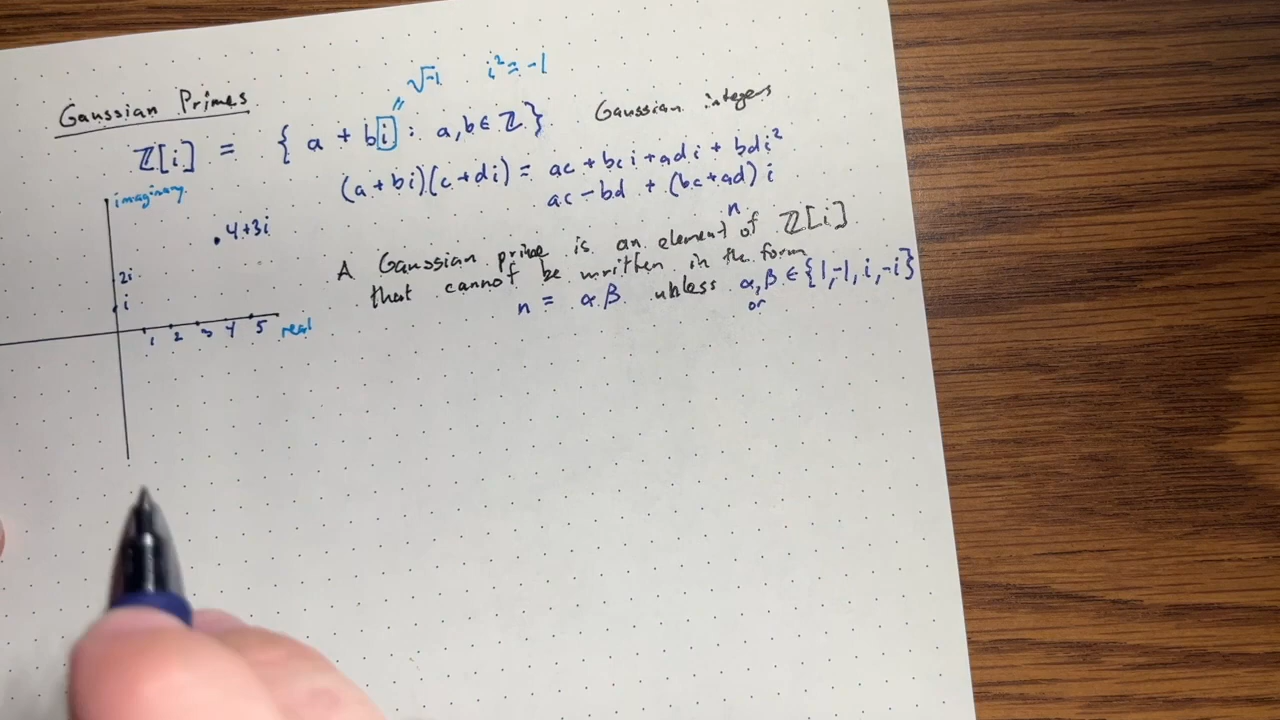 Gaussian Primes
√-1 i² = -1
ℤ[i] = { a + bi : a, b ∈ ℤ } Gaussian integers
(a + bi)(c + di) = ac + bci + adi + bdi²
ac - bd + (bc + ad) i
imaginary
4+3i
2i
i
1 2 3 4 5 real
A Gaussian prime is an element n of ℤ[i]
that cannot be written in the form
n = αβ unless α, β ∈ {1, -1, i, -i}
or